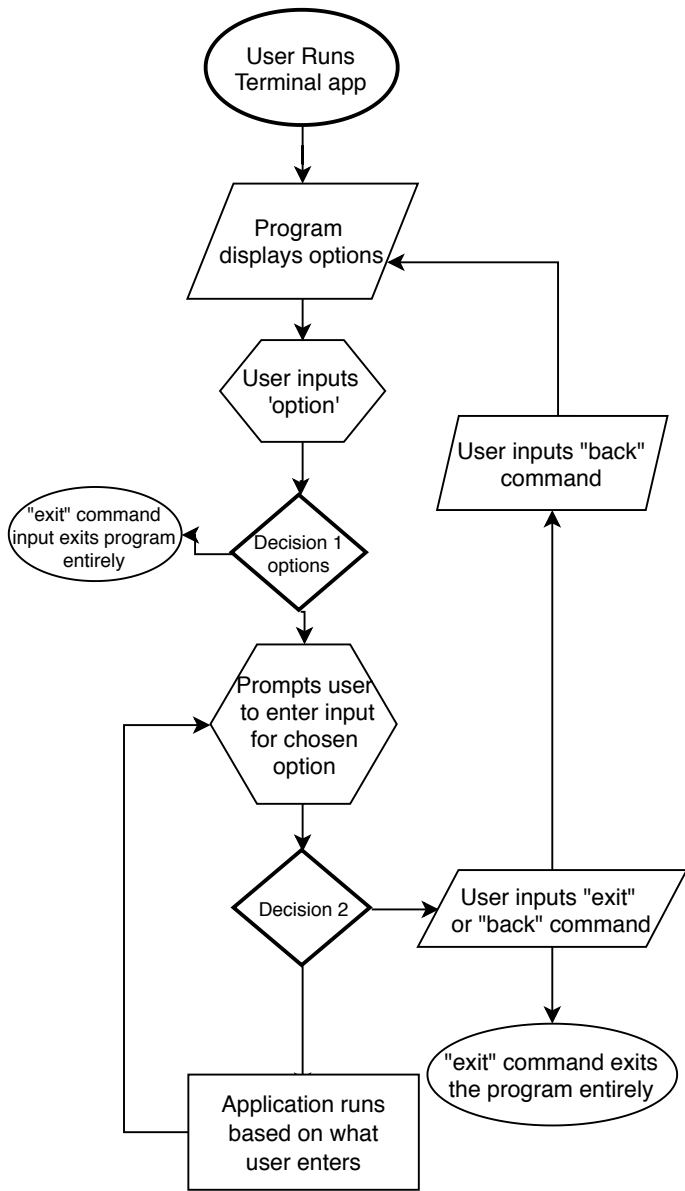 User Runs
Terminal app
Program
displays options
User inputs
'option'
"exit" command
input exits program
entirely
Decision 1
options
User inputs "back"
command
Prompts user
to enter input
for chosen
option
Decision 2
User inputs "exit"
or "back" command
"exit" command exits
the program entirely
Application runs
based on what
user enters